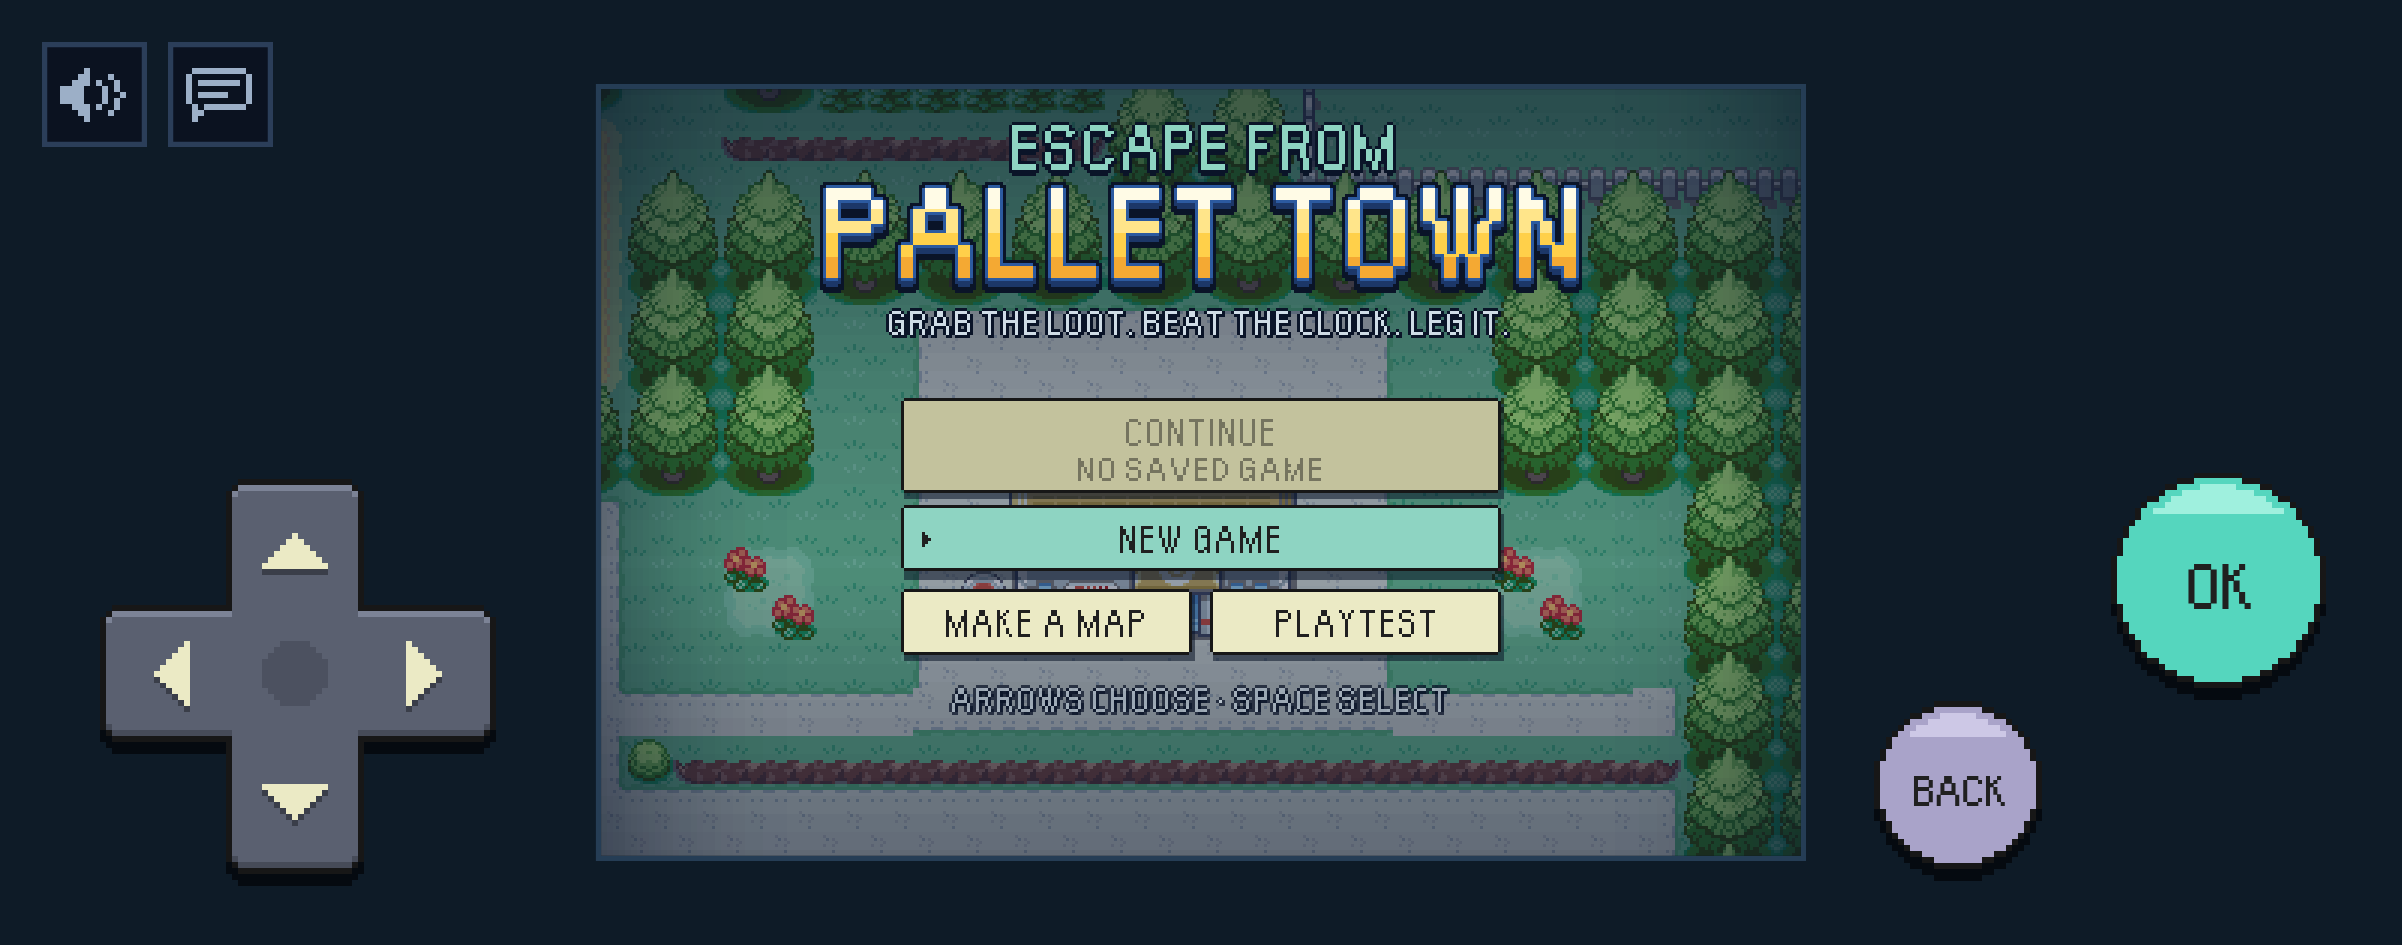 ESCAPE FROM
PALLET TOWN
GRAB THE LOOT. BEAT THE CLOCK. LEG IT.
CONTINUE
NO SAVED GAME
NEW GAME
MAKE A MAP
PLAYTEST
ARROWS CHOOSE · SPACE SELECT
OK
BACK